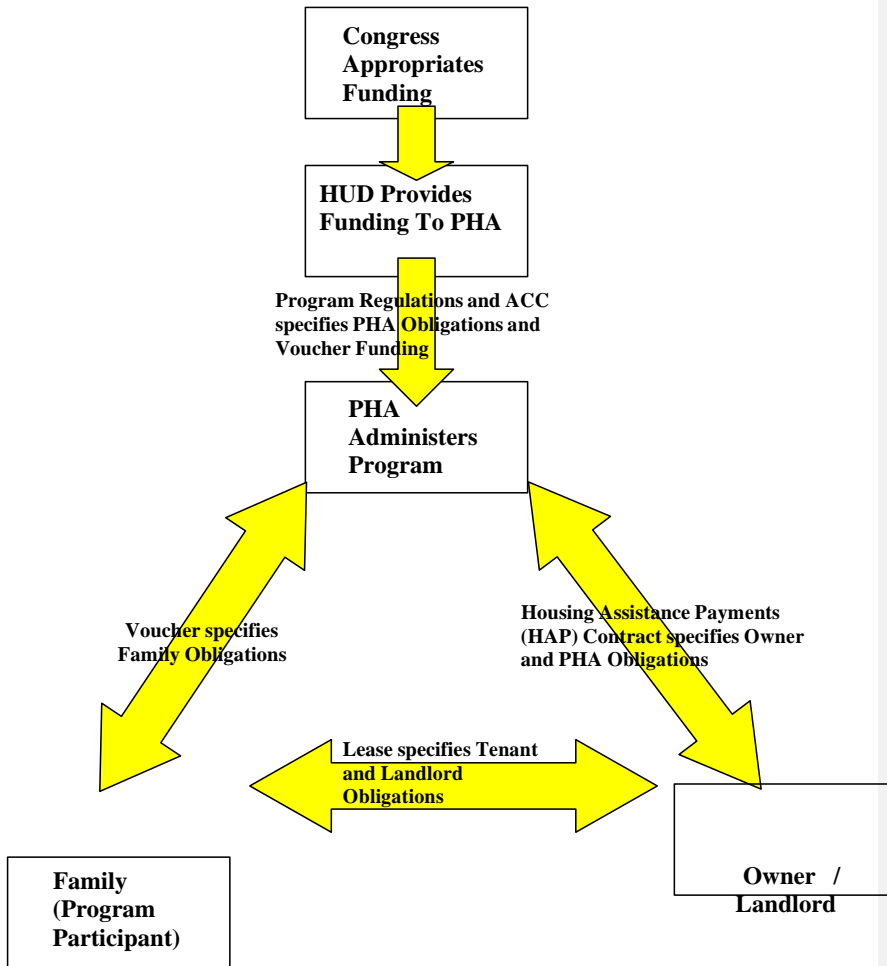 Congress
Appropriates
Funding
HUD Provides
Funding To PHA
Program Regulations and ACC
specifies PHA Obligations and
Voucher Funding
PHA
Administers
Program
Voucher specifies
Family Obligations
Housing Assistance Payments
(HAP) Contract specifies Owner
and PHA Obligations
Lease specifies Tenant
and Landlord
Obligations
Family
(Program
Participant)
Owner /
Landlord